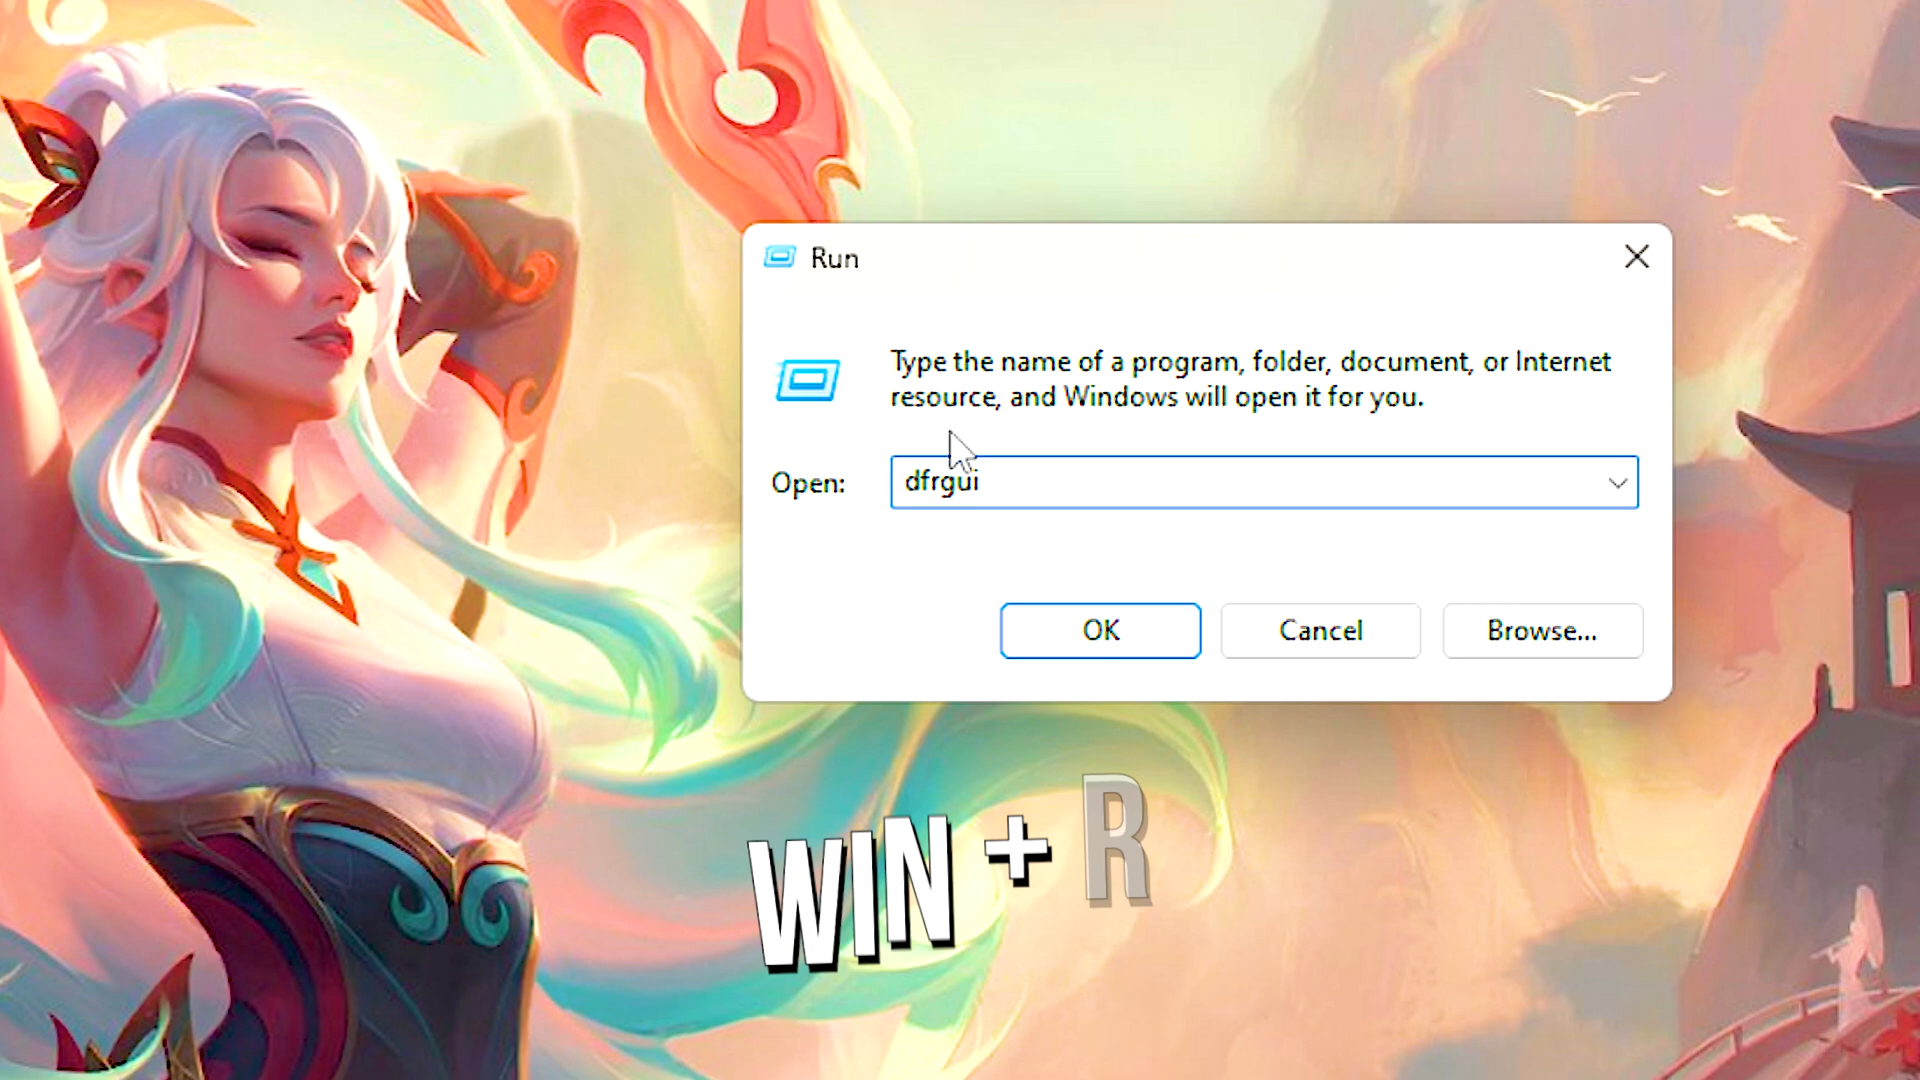 Run
Type the name of a program, folder, document, or Internet
resource, and Windows will open it for you.
Open: dfrgui
OK Cancel Browse...
WIN + R